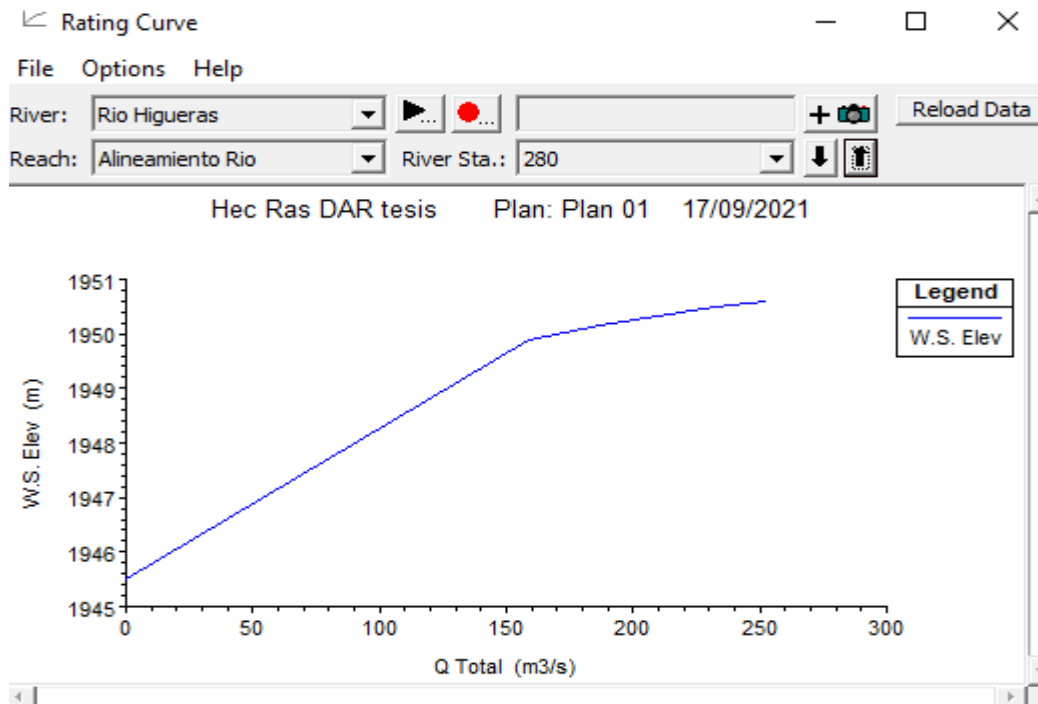 Rating Curve
File Options Help
River: Rio Higueras ... ... Reload Data
Reach: Alineamiento Rio River Sta.: 280
Hec Ras DAR tesis Plan: Plan 01 17/09/2021
1951
1950
1949
1948
1947
1946
1945
W.S. Elev (m)
0 50 100 150 200 250 300
Q Total (m3/s)
Legend
W.S. Elev